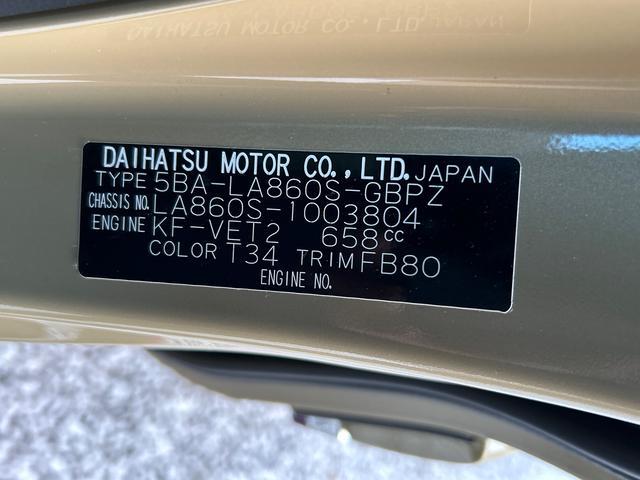 DAIHATSU MOTOR CO., LTD. JAPAN
TYPE 5BA-LA860S-GBPZ
CHASSIS NO. LA860S-1003804
ENGINE KF-VET2 658cc
COLOR T34 TRIM FB80
ENGINE NO.